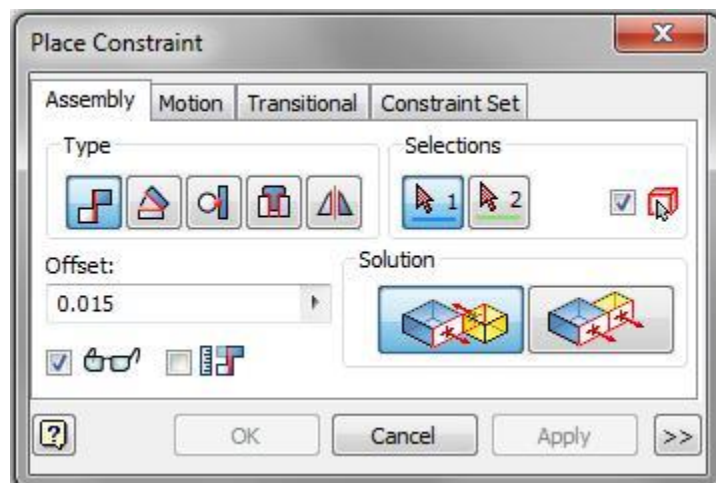 Place Constraint
Assembly Motion Transitional Constraint Set
Type Selections
1 2
Offset: Solution
0.015
? OK Cancel Apply >>